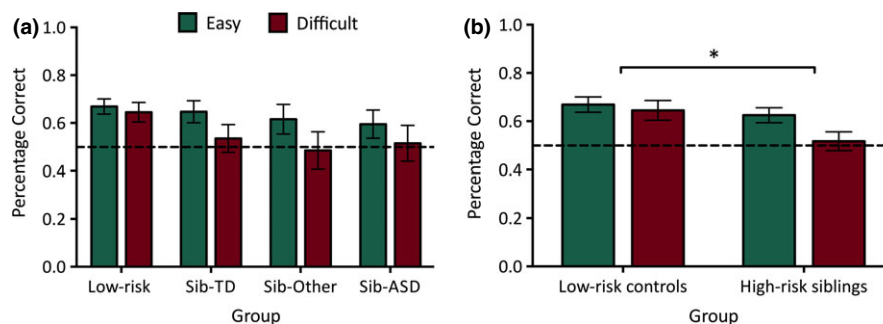 (a)
Easy
Difficult
Percentage Correct
1.0
0.8
0.6
0.4
0.2
0.0
Low-risk
Sib-TD
Sib-Other
Sib-ASD
Group
(b)
*
Percentage Correct
1.0
0.8
0.6
0.4
0.2
0.0
Low-risk controls
High-risk siblings
Group